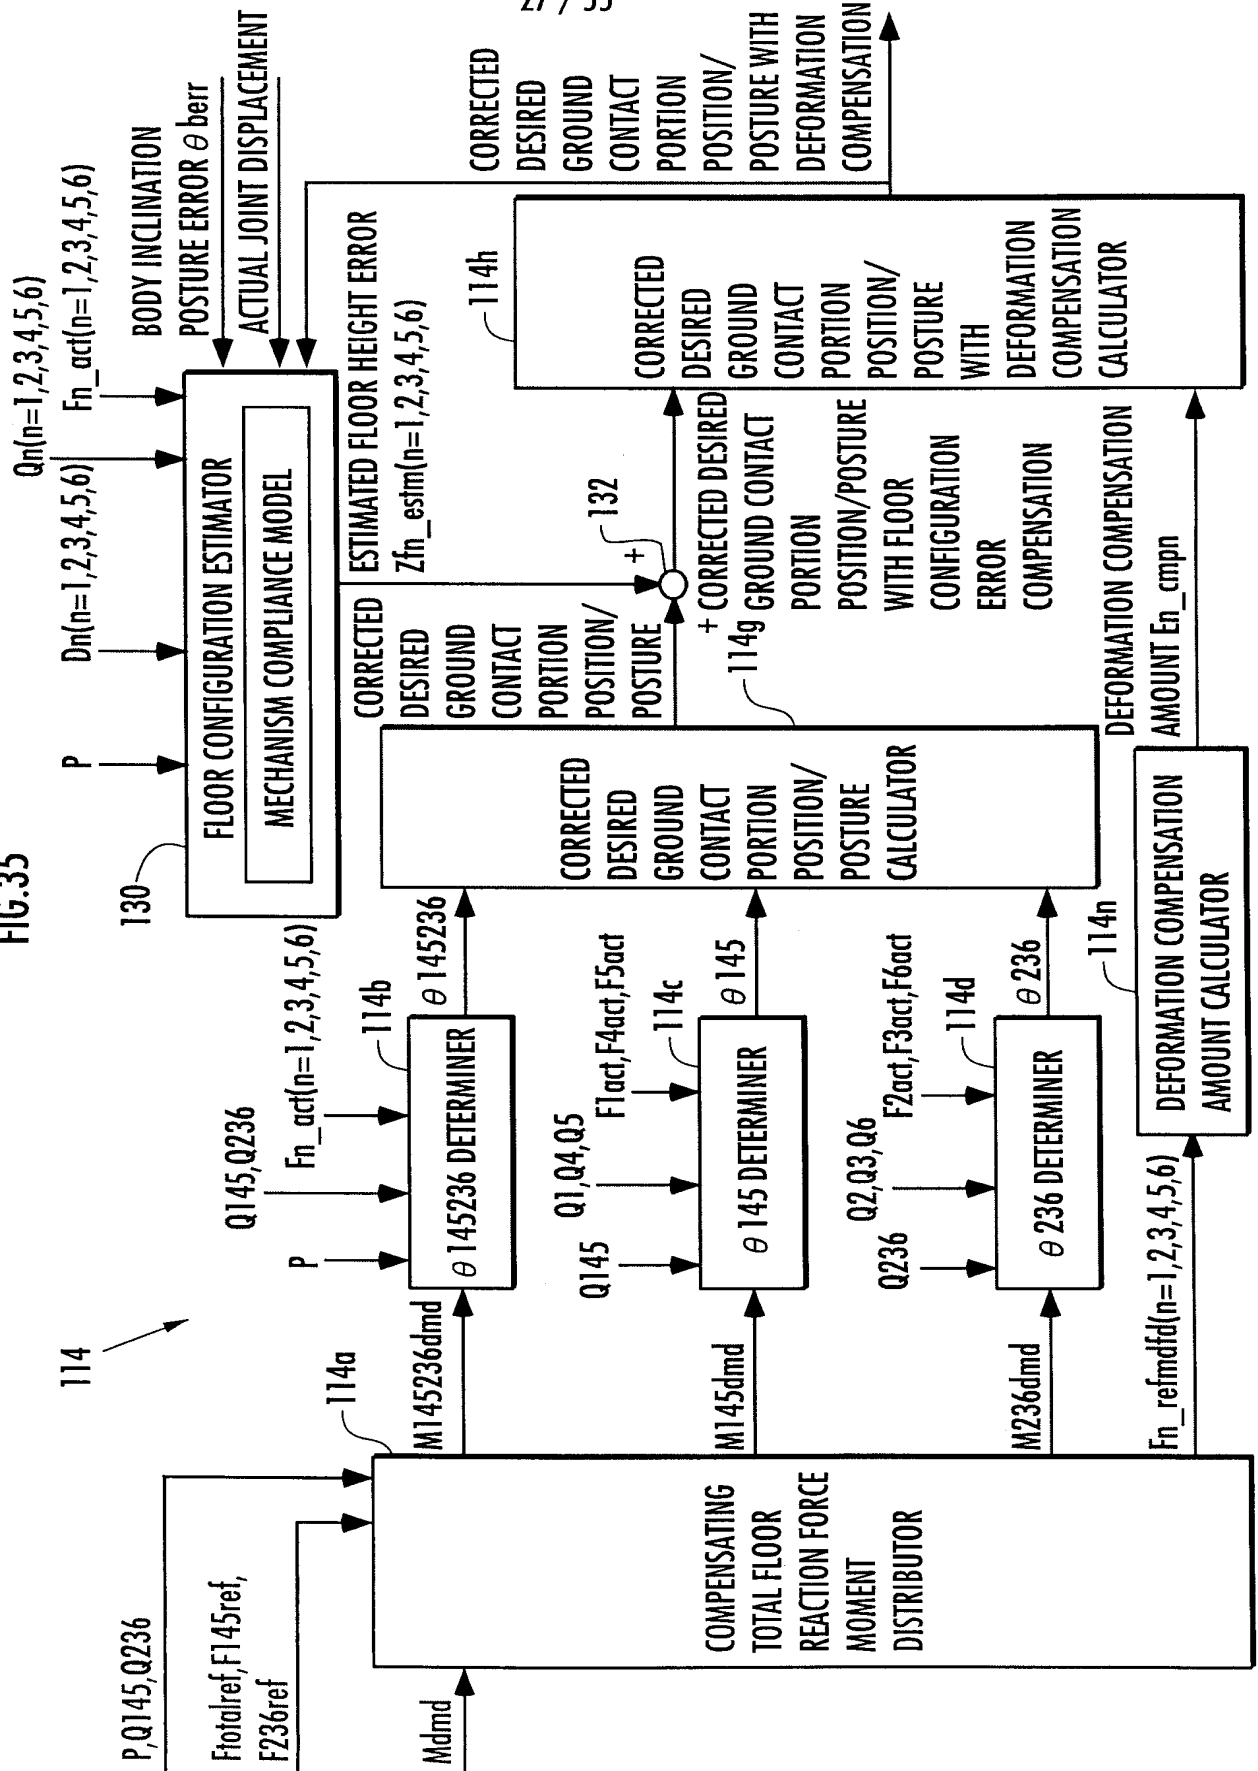 27 / 55
FIG.35
114
P,Q145,Q236
Ftotalref,F145ref,
F236ref
Mdmd
114a
COMPENSATING
TOTAL FLOOR
REACTION FORCE
MOMENT
DISTRIBUTOR
M145236dmd
M145dmd
M236dmd
Fn_refmdfd(n=1,2,3,4,5,6)
P
Q145,Q236
Fn_act(n=1,2,3,4,5,6)
114b
θ145236 DETERMINER
θ145236
Q145
Q1,Q4,Q5
F1act,F4act,F5act
114c
θ145 DETERMINER
θ145
Q236
Q2,Q3,Q6
F2act,F3act,F6act
114d
θ236 DETERMINER
θ236
114n
DEFORMATION COMPENSATION
AMOUNT CALCULATOR
DEFORMATION COMPENSATION
AMOUNT En_cmpn
130
P
Dn(n=1,2,3,4,5,6)
Qn(n=1,2,3,4,5,6)
Fn_act(n=1,2,3,4,5,6)
FLOOR CONFIGURATION ESTIMATOR
MECHANISM COMPLIANCE MODEL
BODY INCLINATION
POSTURE ERROR θberr
ACTUAL JOINT DISPLACEMENT
ESTIMATED FLOOR HEIGHT ERROR
Zfn_estm(n=1,2,3,4,5,6)
114g
CORRECTED
DESIRED
GROUND
CONTACT
PORTION
POSITION/
POSTURE
CALCULATOR
CORRECTED
DESIRED
GROUND
CONTACT
PORTION
POSITION/
POSTURE
132
+
+
CORRECTED DESIRED
GROUND CONTACT
PORTION
POSITION/POSTURE
WITH FLOOR
CONFIGURATION
ERROR
COMPENSATION
114h
CORRECTED
DESIRED
GROUND
CONTACT
PORTION
POSITION/
POSTURE
WITH
DEFORMATION
COMPENSATION
CALCULATOR
CORRECTED
DESIRED
GROUND
CONTACT
PORTION
POSITION/
POSTURE WITH
DEFORMATION
COMPENSATION